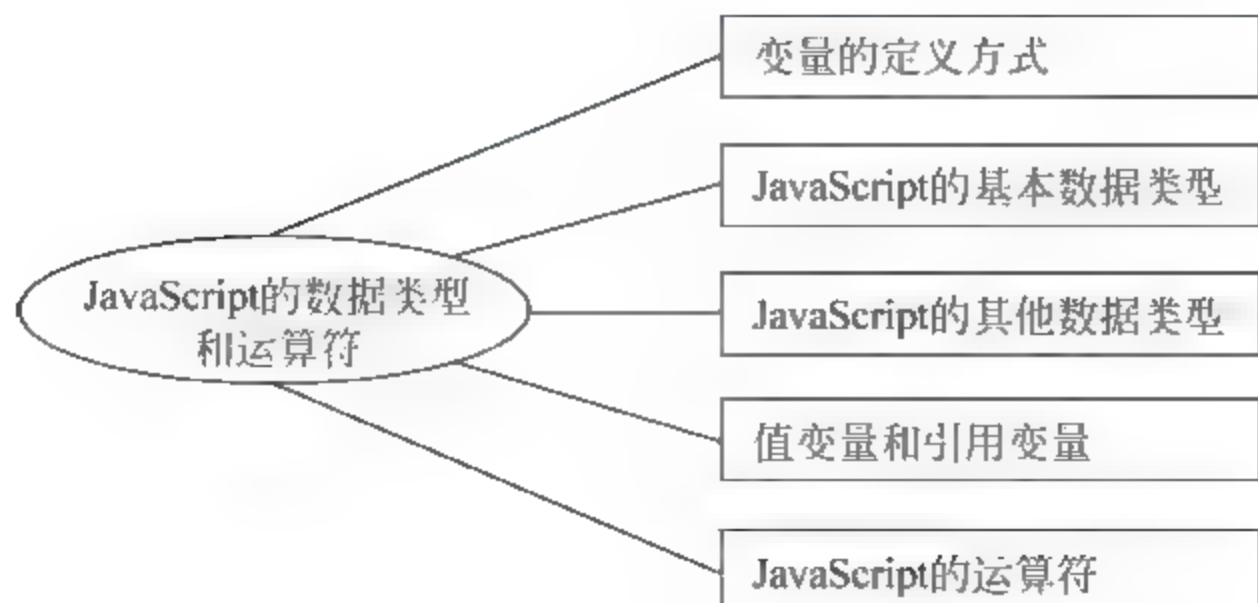 变量的定义方式
JavaScript的基本数据类型
JavaScript的数据类型
和运算符
JavaScript的其他数据类型
值变量和引用变量
JavaScript的运算符